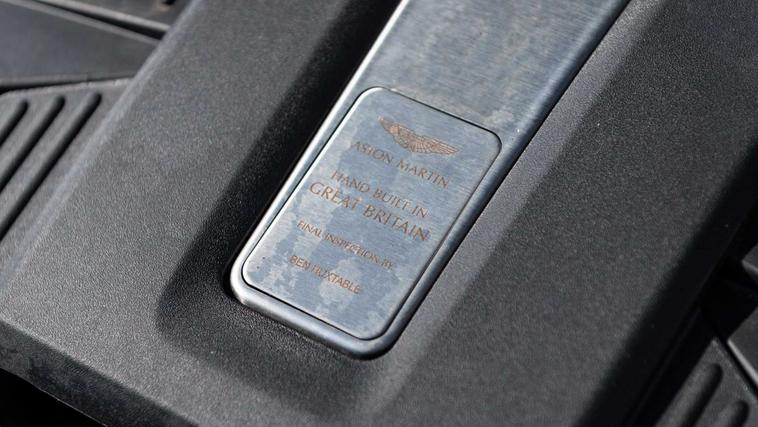 ASTON MARTIN
HAND BUILT IN
GREAT BRITAIN
FINAL INSPECTION BY
BEN HUXTABLE